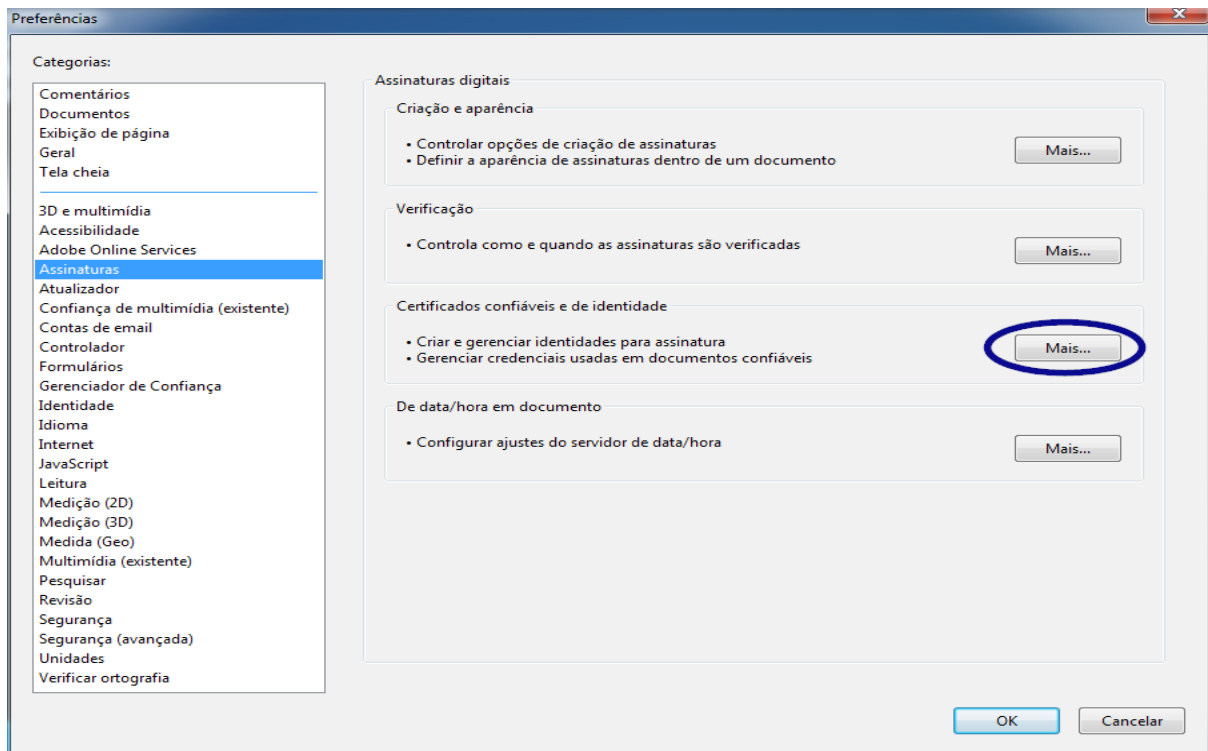 Preferências
Categorias:
Comentários
Documentos
Exibição de página
Geral
Tela cheia
3D e multimídia
Acessibilidade
Adobe Online Services
Assinaturas
Atualizador
Confiança de multimídia (existente)
Contas de email
Controlador
Formulários
Gerenciador de Confiança
Identidade
Idioma
Internet
JavaScript
Leitura
Medição (2D)
Medição (3D)
Medida (Geo)
Multimídia (existente)
Pesquisar
Revisão
Segurança
Segurança (avançada)
Unidades
Verificar ortografia
Assinaturas digitais
Criação e aparência
• Controlar opções de criação de assinaturas
• Definir a aparência de assinaturas dentro de um documento
Mais...
Verificação
• Controla como e quando as assinaturas são verificadas
Mais...
Certificados confiáveis e de identidade
• Criar e gerenciar identidades para assinatura
• Gerenciar credenciais usadas em documentos confiáveis
Mais...
De data/hora em documento
• Configurar ajustes do servidor de data/hora
Mais...
OK
Cancelar